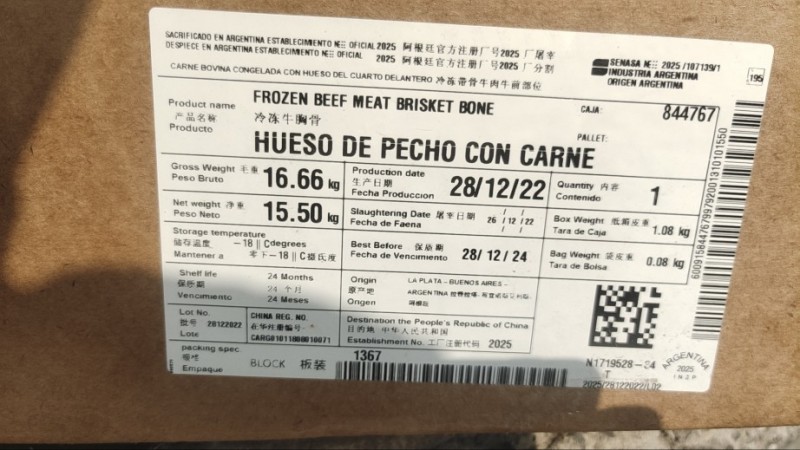 SACRIFICADO EN ARGENTINA ESTABLECIMIENTO Nº OFICIAL 2025 阿根廷官方注册厂号2025 厂屠宰
DESPIECE EN ARGENTINA ESTABLECIMIENTO Nº OFICIAL 2025 阿根廷官方注册厂号2025 厂分割
CARNE BOVINA CONGELADA CON HUESO DEL CUARTO DELANTERO 冷冻带骨牛肉牛前部位
SENASA Nº 2025/107139/1
INDUSTRIA ARGENTINA
ORIGEN ARGENTINA
195
Product name FROZEN BEEF MEAT BRISKET BONE
产品名称 冷冻牛胸骨
Producto HUESO DE PECHO CON CARNE
CAJA: 844767
PALLET:
Gross Weight 毛重
Peso Bruto 16.66 kg
Production date
生产日期
Fecha Produccion 28/12/22
Quantity 内容
Contenido 1
Net weight 净重
Peso Neto 15.50 kg
Slaughtering Date 屠宰日期
Fecha de Faena 26/12/22
Box Weight 纸箱皮重
Tara de Caja 1.08 kg
Storage temperature
储存温度 -18 ||Cdegrees
Mantener a 零下-18 ||C摄氏度
Best Before 保质期
Fecha de Vencimiento 28/12/24
Bag Weight 袋皮重
Tara de Bolsa 0.08 kg
Shelf life 24 Months
保质期 24 个月
Vencimiento 24 Meses
Origin LA PLATA - BUENOS AIRES -
原产地 ARGENTINA
Origen
Lot No.
批号 28122022
Lote
CHINA REG. NO.
在华注册编号
Destination the People's Republic of China
目的地 中华人民共和国
Establishment No. 工厂注册代码 2025
packing spec.
Empaque BLOCK 板装
1367
N1719528-24
T
ARGENTINA
2025